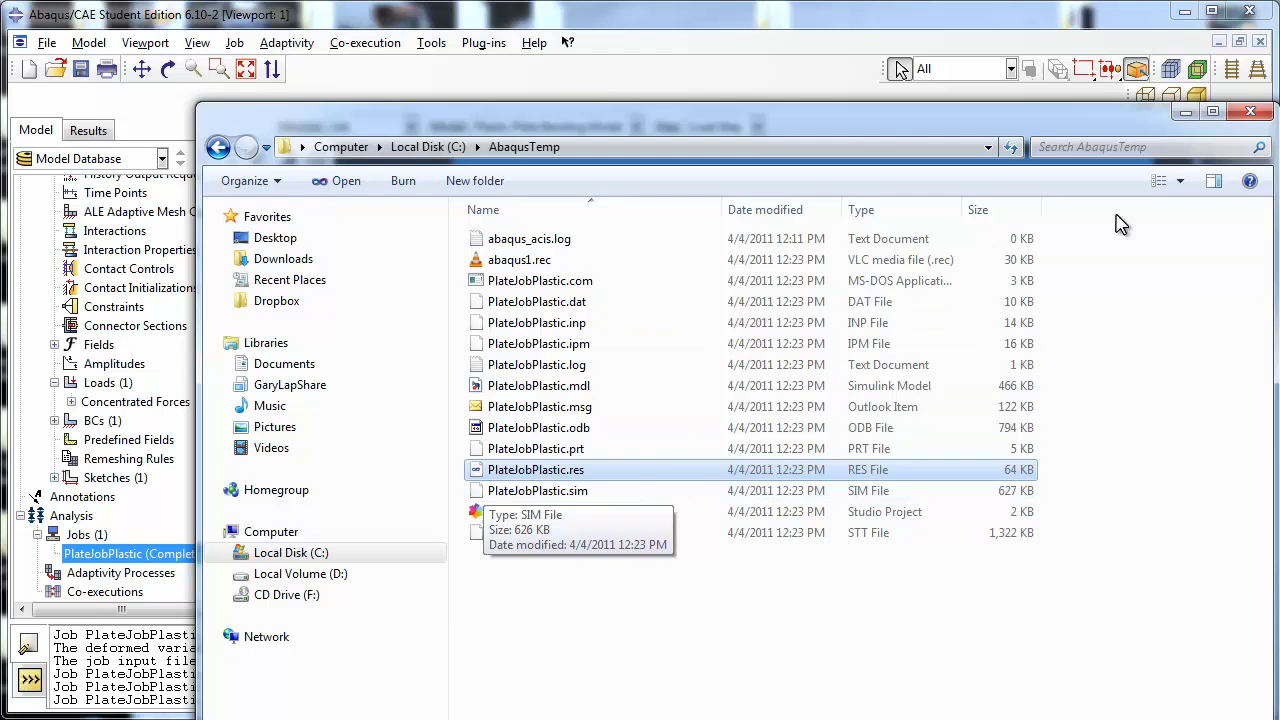 Abaqus/CAE Student Edition 6.10-2 [Viewport: 1]
File Model Viewport View Job Adaptivity Co-execution Tools Plug-ins Help
All
Model Results
Model Database
Computer Local Disk (C:) AbaqusTemp
Search AbaqusTemp
Organize Open Burn New folder
Name Date modified Type Size
History Output Requ
Time Points
ALE Adaptive Mesh C
Interactions
Interaction Properties
Contact Controls
Contact Initializations
Constraints
Connector Sections
Fields
Amplitudes
Loads (1)
Concentrated Forces
BCs (1)
Predefined Fields
Remeshing Rules
Sketches (1)
Annotations
Analysis
Jobs (1)
PlateJobPlastic (Complet
Adaptivity Processes
Co-executions
Favorites
Desktop
Downloads
Recent Places
Dropbox
Libraries
Documents
GaryLapShare
Music
Pictures
Videos
Homegroup
Computer
Local Disk (C:)
Local Volume (D:)
CD Drive (F:)
Network
abaqus_acis.log 4/4/2011 12:11 PM Text Document 0 KB
abaqus1.rec 4/4/2011 12:23 PM VLC media file (.rec) 30 KB
PlateJobPlastic.com 4/4/2011 12:23 PM MS-DOS Applicati... 3 KB
PlateJobPlastic.dat 4/4/2011 12:23 PM DAT File 10 KB
PlateJobPlastic.inp 4/4/2011 12:23 PM INP File 14 KB
PlateJobPlastic.ipm 4/4/2011 12:23 PM IPM File 16 KB
PlateJobPlastic.log 4/4/2011 12:23 PM Text Document 1 KB
PlateJobPlastic.mdl 4/4/2011 12:23 PM Simulink Model 466 KB
PlateJobPlastic.msg 4/4/2011 12:23 PM Outlook Item 122 KB
PlateJobPlastic.odb 4/4/2011 12:23 PM ODB File 794 KB
PlateJobPlastic.prt 4/4/2011 12:23 PM PRT File 5 KB
PlateJobPlastic.res 4/4/2011 12:23 PM RES File 64 KB
PlateJobPlastic.sim 4/4/2011 12:23 PM SIM File 627 KB
4/4/2011 12:23 PM Studio Project 2 KB
4/4/2011 12:23 PM STT File 1,322 KB
Type: SIM File
Size: 626 KB
Date modified: 4/4/2011 12:23 PM
Job PlateJobPlasti
The deformed varia
The job input file
Job PlateJobPlasti
Job PlateJobPlasti
Job PlateJobPlasti
>>>